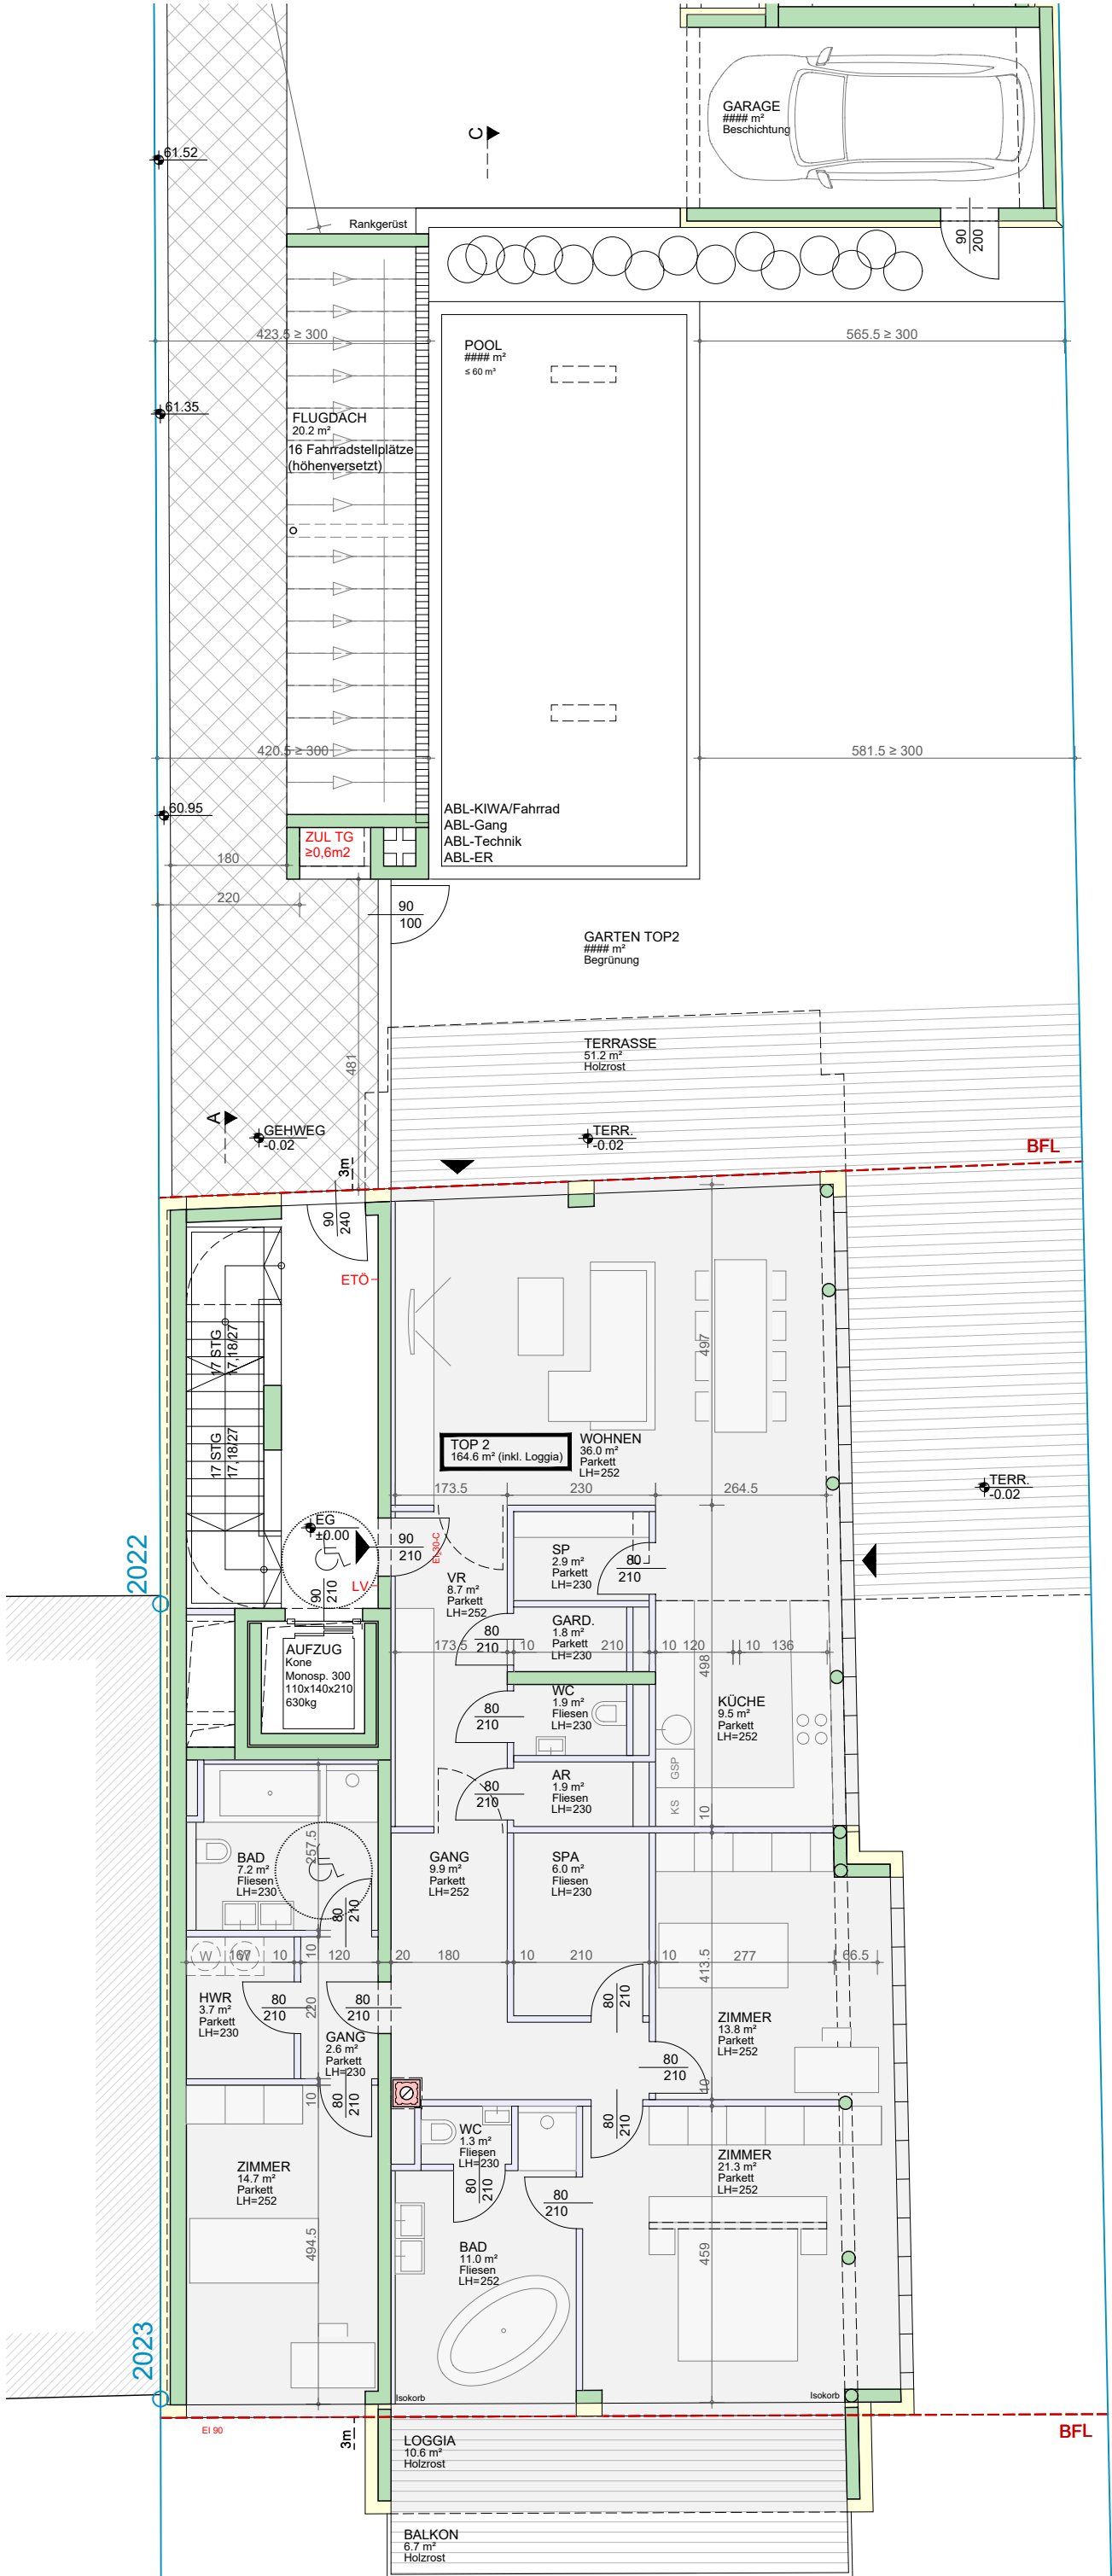 GARAGE
#### m²
Beschichtung
C
61.52
Rankgerüst
90
200
423.5 ≥ 300
565.5 ≥ 300
POOL
#### m²
≤ 60 m³
61.35
FLUGDACH
20.2 m²
16 Fahrradstellplätze
(höhenversetzt)
420.5 ≥ 300
581.5 ≥ 300
60.95
ABL-KIWA/Fahrrad
ABL-Gang
ABL-Technik
ABL-ER
ZUL TG
≥0,6m2
180
220
90
100
GARTEN TOP2
#### m²
Begrünung
481
TERRASSE
51.2 m²
Holzrost
A
GEHWEG
-0.02
TERR.
-0.02
BFL
3m
90
240
ETÖ
17 STG
17,18/27
17 STG
17,18/27
497
TOP 2
164.6 m² (inkl. Loggia)
WOHNEN
36.0 m²
Parkett
LH=252
173.5
230
264.5
TERR.
-0.02
EG
±0.00
90
210
EI₂30-C
2022
LV
90
210
VR
8.7 m²
Parkett
LH=252
SP
2.9 m²
Parkett
LH=230
80
210
GARD.
1.8 m²
Parkett
LH=230
80
210
173.5
10
210
10
120
10
136
498
AUFZUG
Kone
Monosp. 300
110x140x210
630kg
WC
1.9 m²
Fliesen
LH=230
80
210
KÜCHE
9.5 m²
Parkett
LH=252
GSP
KS
AR
1.9 m²
Fliesen
LH=230
80
210
10
257.5
BAD
7.2 m²
Fliesen
LH=230
80
210
GANG
9.9 m²
Parkett
LH=252
SPA
6.0 m²
Fliesen
LH=230
W
W
167
10
10
120
20
180
10
210
10
277
66.5
413.5
HWR
3.7 m²
Parkett
LH=230
80
210
220
80
210
80
210
GANG
2.6 m²
Parkett
LH=230
ZIMMER
13.8 m²
Parkett
LH=252
80
210
10
10
80
210
80
210
WC
1.3 m²
Fliesen
LH=230
80
210
ZIMMER
14.7 m²
Parkett
LH=252
ZIMMER
21.3 m²
Parkett
LH=252
80
210
494.5
BAD
11.0 m²
Fliesen
LH=252
459
2023
Isokorb
Isokorb
EI 90
3m
BFL
LOGGIA
10.6 m²
Holzrost
BALKON
6.7 m²
Holzrost